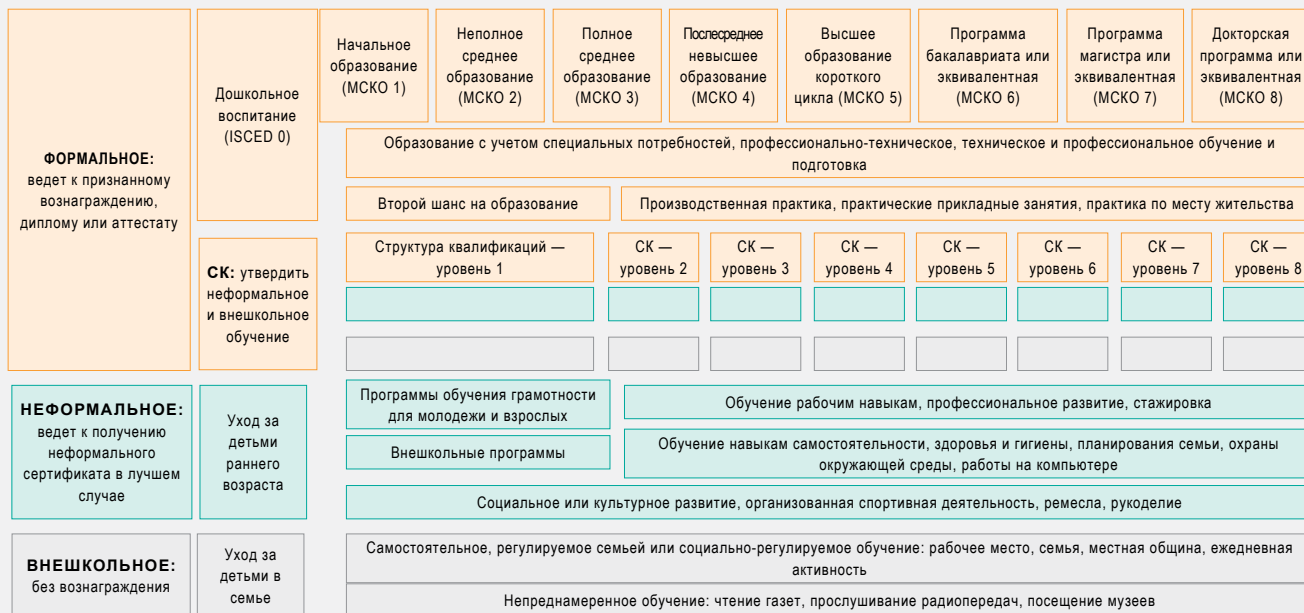 ФОРМАЛЬНОЕ:
ведет к признанному
вознаграждению,
диплому или аттестату
Дошкольное
воспитание
(ISCED 0)
Начальное
образование
(МСКО 1)
Неполное
среднее
образование
(МСКО 2)
Полное
среднее
образование
(МСКО 3)
Послесреднее
невысшее
образование
(МСКО 4)
Высшее
образование
короткого
цикла (МСКО 5)
Программа
бакалавриата или
эквивалентная
(МСКО 6)
Программа
магистра или
эквивалентная
(МСКО 7)
Докторская
программа или
эквивалентная
(МСКО 8)
Образование с учетом специальных потребностей, профессионально-техническое, техническое и профессиональное обучение и
подготовка
Второй шанс на образование
Производственная практика, практические прикладные занятия, практика по месту жительства
СК: утвердить
неформальное
и внешкольное
обучение
Структура квалификаций —
уровень 1
СК —
уровень 2
СК —
уровень 3
СК —
уровень 4
СК —
уровень 5
СК —
уровень 6
СК —
уровень 7
СК —
уровень 8
НЕФОРМАЛЬНОЕ:
ведет к получению
неформального
сертификата в лучшем
случае
Уход за
детьми
раннего
возраста
Программы обучения грамотности
для молодежи и взрослых
Обучение рабочим навыкам, профессиональное развитие, стажировка
Внешкольные программы
Обучение навыкам самостоятельности, здоровья и гигиены, планирования семьи, охраны
окружающей среды, работы на компьютере
Социальное или культурное развитие, организованная спортивная деятельность, ремесла, рукоделие
ВНЕШКОЛЬНОЕ:
без вознаграждения
Уход за
детьми в
семье
Самостоятельное, регулируемое семьей или социально-регулируемое обучение: рабочее место, семья, местная община, ежедневная
активность
Непреднамеренное обучение: чтение газет, прослушивание радиопередач, посещение музеев